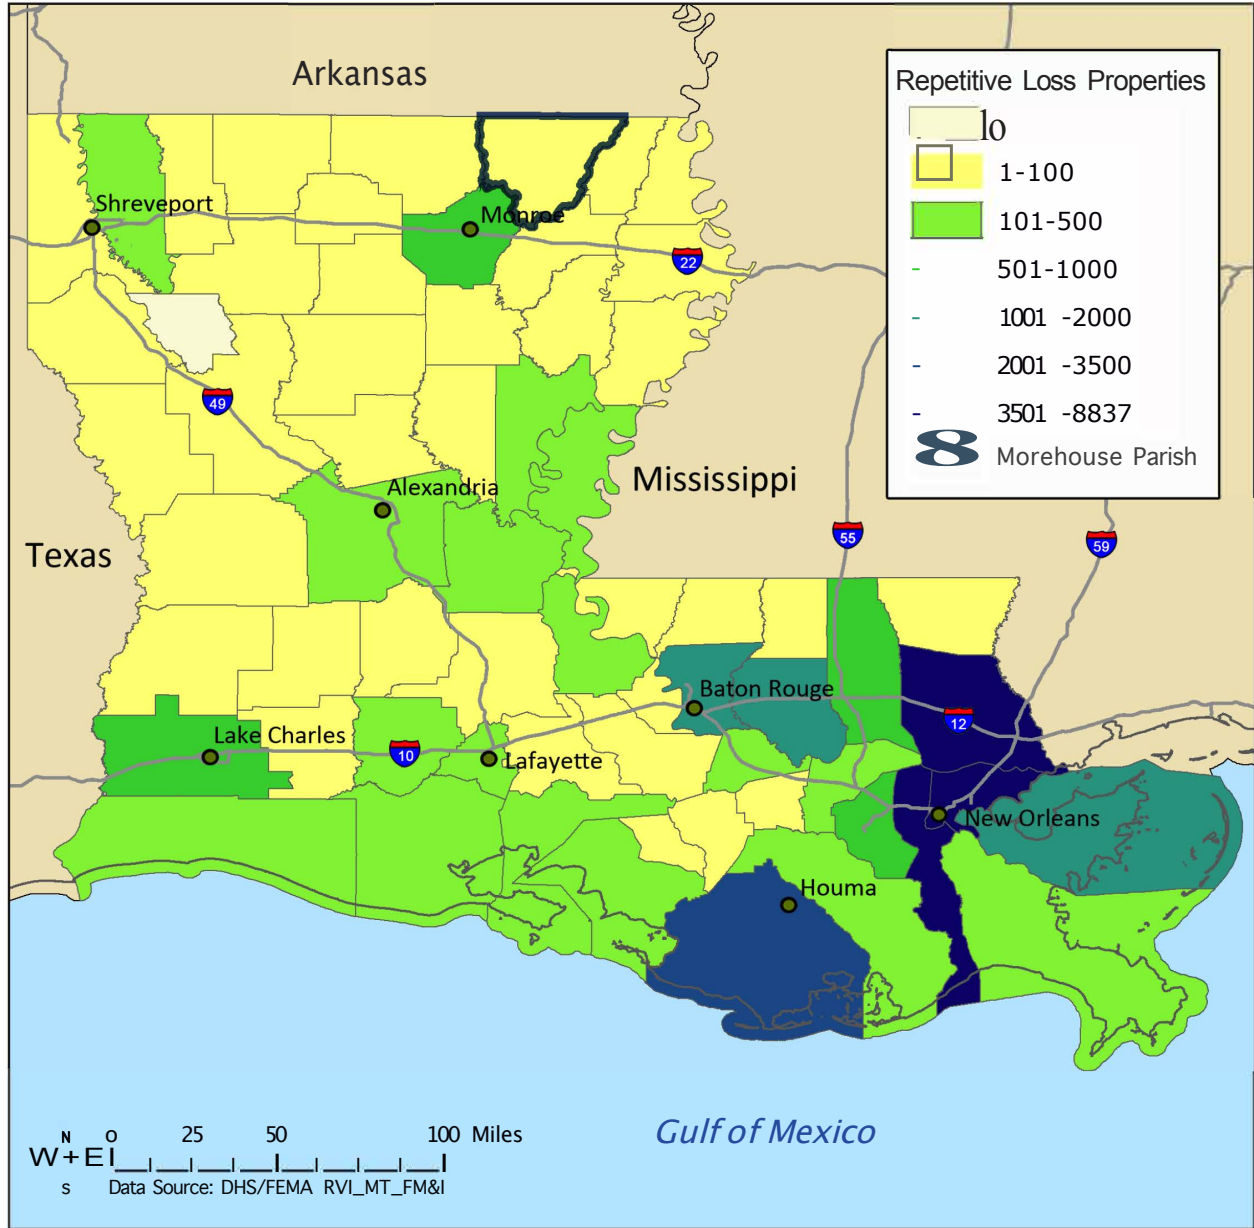 Arkansas
Repetitive Loss Properties
lo
1-100
101-500
501-1000
1001 -2000
2001 -3500
3501 -8837
Morehouse Parish
Shreveport
Monroe
22
49
Alexandria
Mississippi
Texas
55
59
Baton Rouge
12
Lake Charles
10
Lafayette
New Orleans
Houma
Gulf of Mexico
N
W+E
s
0 25 50 100 Miles
Data Source: DHS/FEMA RVI_MT_FM&I